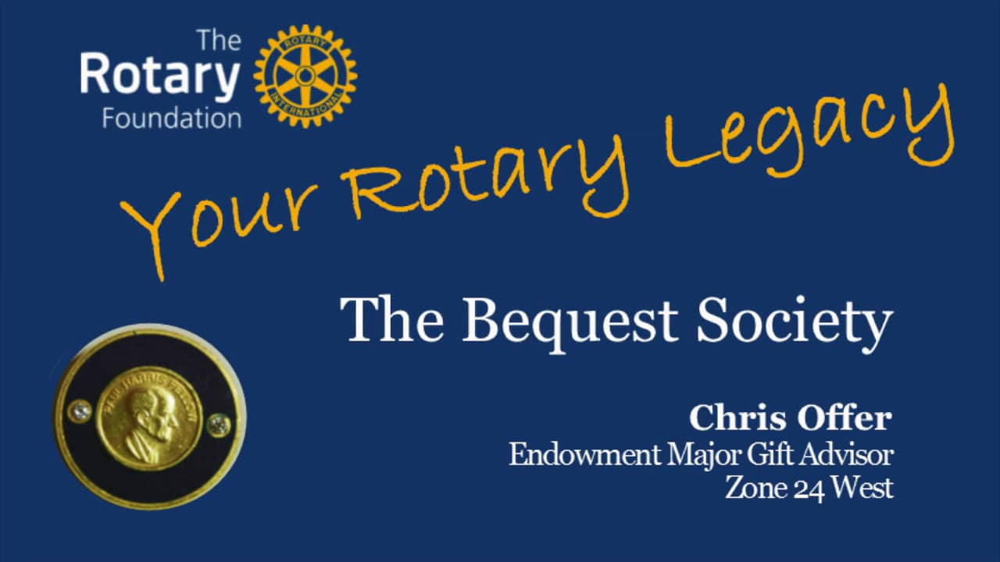 The
Rotary
Foundation
ROTARY
INTERNATIONAL
Your Rotary Legacy
The Bequest Society
PAUL HARRIS FELLOW
Chris Offer
Endowment Major Gift Advisor
Zone 24 West